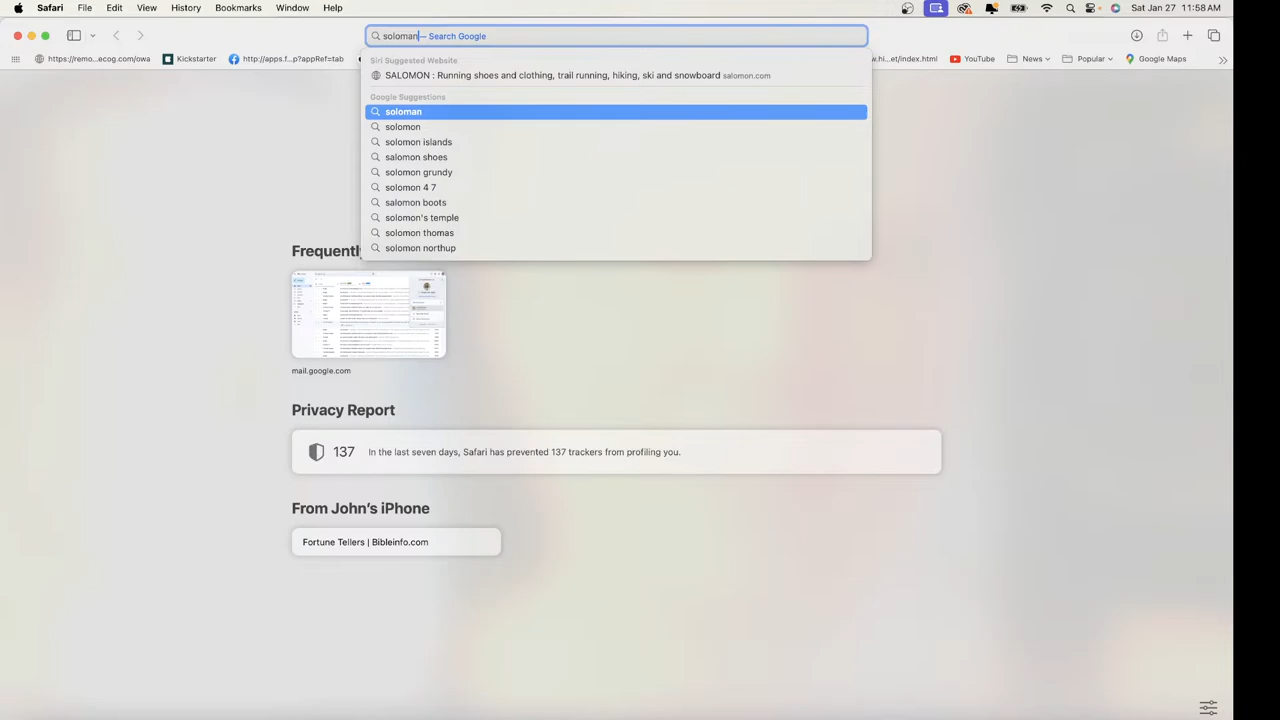 Safari File Edit View History Bookmarks Window Help Sat Jan 27 11:58 AM
soloman — Search Google
https://remo...ecog.com/owa Kickstarter http://apps.f...p?appRef=tab ...hi...et/index.html YouTube News Popular Google Maps
Siri Suggested Website
SALOMON : Running shoes and clothing, trail running, hiking, ski and snowboard salomon.com
Google Suggestions
soloman
solomon
solomon islands
salomon shoes
solomon grundy
solomon 4 7
salomon boots
solomon's temple
solomon thomas
solomon northup
Frequently
mail.google.com
Privacy Report
137 In the last seven days, Safari has prevented 137 trackers from profiling you.
From John's iPhone
Fortune Tellers | Bibleinfo.com